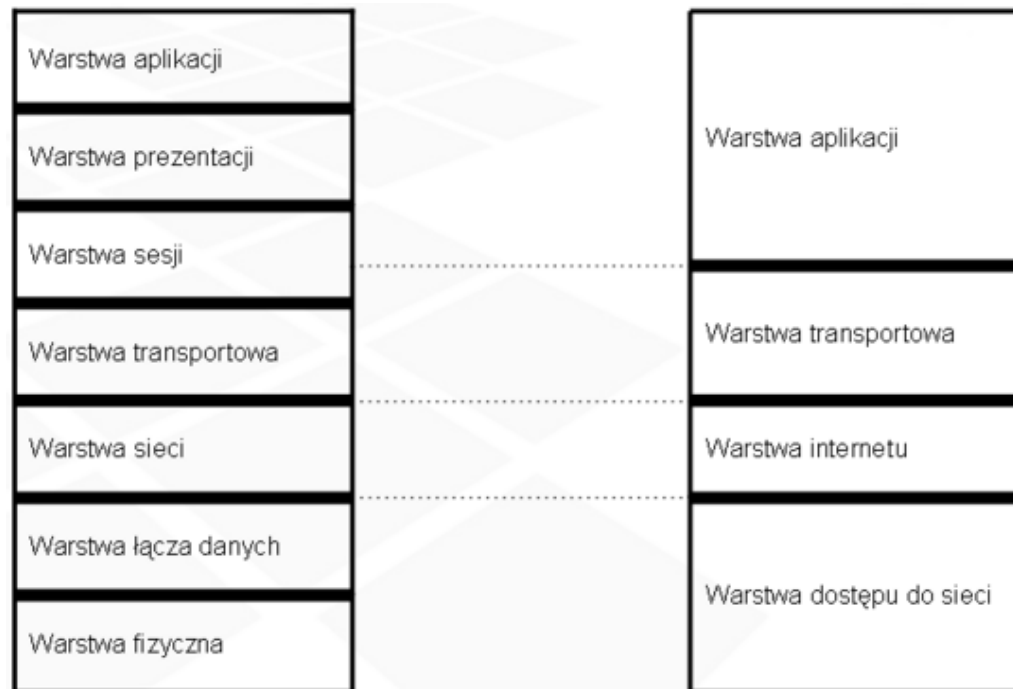 Warstwa aplikacji
Warstwa prezentacji
Warstwa sesji
Warstwa transportowa
Warstwa sieci
Warstwa łącza danych
Warstwa fizyczna
Warstwa aplikacji
Warstwa transportowa
Warstwa internetu
Warstwa dostępu do sieci